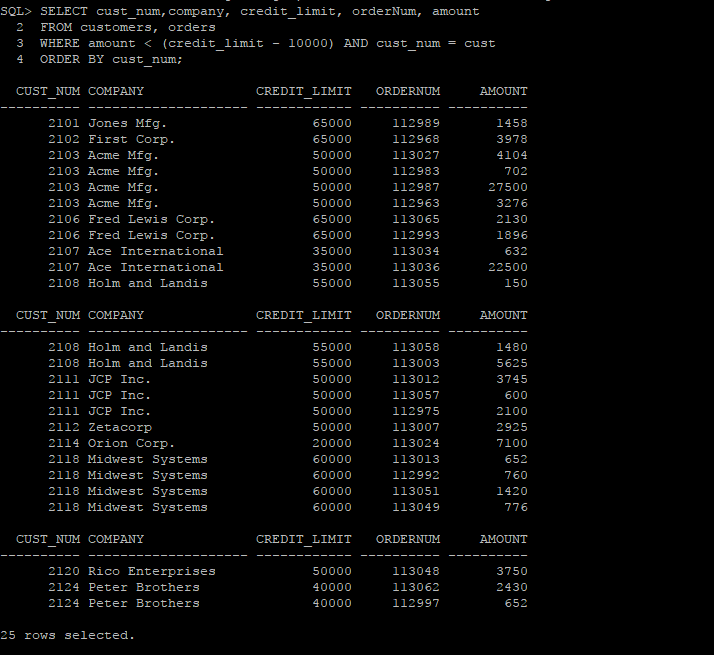 SQL> SELECT cust_num,company, credit_limit, orderNum, amount
  2  FROM customers, orders
  3  WHERE amount < (credit_limit - 10000) AND cust_num = cust
  4  ORDER BY cust_num;

  CUST_NUM COMPANY              CREDIT_LIMIT   ORDERNUM     AMOUNT
---------- -------------------- ------------ ---------- ----------
      2101 Jones Mfg.                  65000     112989       1458
      2102 First Corp.                 65000     112968       3978
      2103 Acme Mfg.                   50000     113027       4104
      2103 Acme Mfg.                   50000     112983        702
      2103 Acme Mfg.                   50000     112987      27500
      2103 Acme Mfg.                   50000     112963       3276
      2106 Fred Lewis Corp.            65000     113065       2130
      2106 Fred Lewis Corp.            65000     112993       1896
      2107 Ace International           35000     113034        632
      2107 Ace International           35000     113036      22500
      2108 Holm and Landis             55000     113055        150

  CUST_NUM COMPANY              CREDIT_LIMIT   ORDERNUM     AMOUNT
---------- -------------------- ------------ ---------- ----------
      2108 Holm and Landis             55000     113058       1480
      2108 Holm and Landis             55000     113003       5625
      2111 JCP Inc.                    50000     113012       3745
      2111 JCP Inc.                    50000     113057        600
      2111 JCP Inc.                    50000     112975       2100
      2112 Zetacorp                    50000     113007       2925
      2114 Orion Corp.                 20000     113024       7100
      2118 Midwest Systems             60000     113013        652
      2118 Midwest Systems             60000     112992        760
      2118 Midwest Systems             60000     113051       1420
      2118 Midwest Systems             60000     113049        776

  CUST_NUM COMPANY              CREDIT_LIMIT   ORDERNUM     AMOUNT
---------- -------------------- ------------ ---------- ----------
      2120 Rico Enterprises            50000     113048       3750
      2124 Peter Brothers              40000     113062       2430
      2124 Peter Brothers              40000     112997        652

25 rows selected.